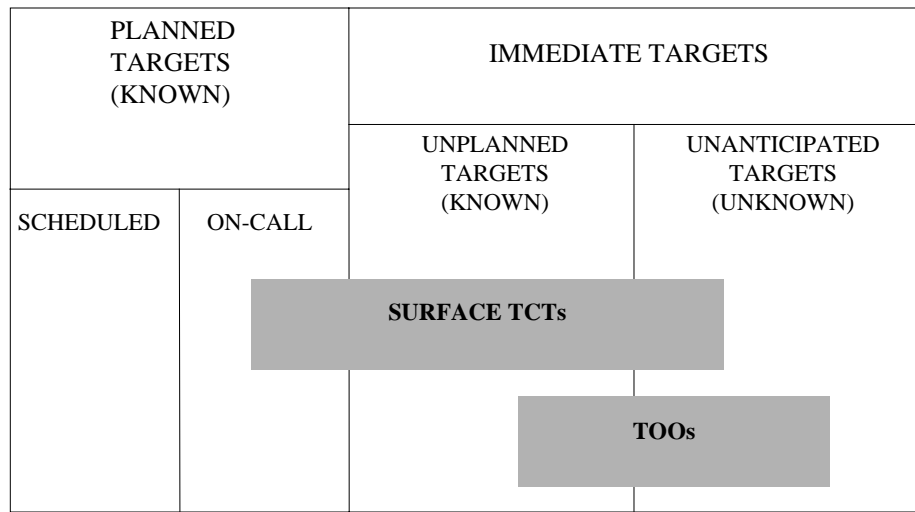 PLANNED
TARGETS
(KNOWN)
IMMEDIATE TARGETS
UNPLANNED
TARGETS
(KNOWN)
UNANTICIPATED
TARGETS
(UNKNOWN)
SCHEDULED
ON-CALL
SURFACE TCTs
TOOs